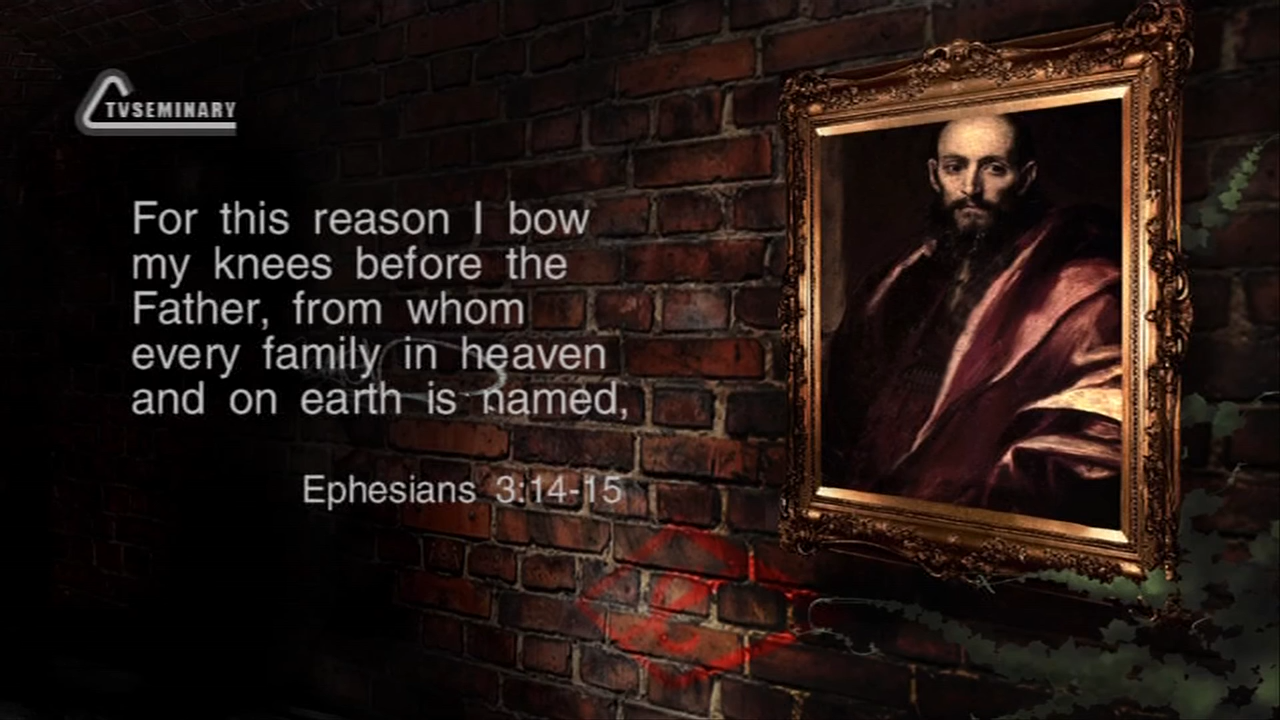 TVSEMINARY
For this reason I bow
my knees before the
Father, from whom
every family in heaven
and on earth is named,
Ephesians 3:14-15